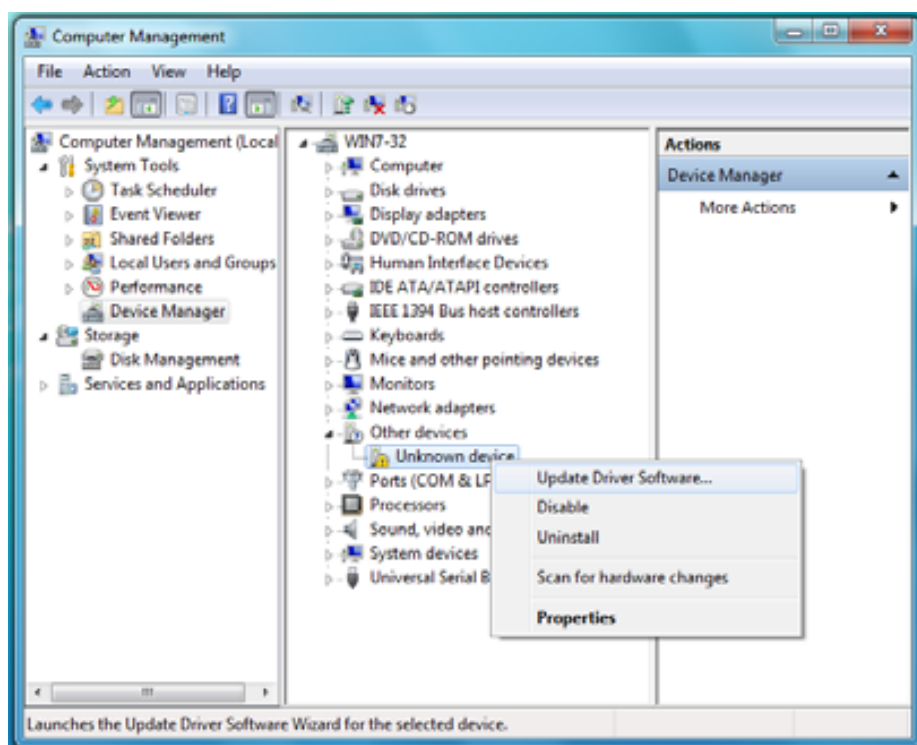 Computer Management
File Action View Help
Computer Management (Local
System Tools
Task Scheduler
Event Viewer
Shared Folders
Local Users and Groups
Performance
Device Manager
Storage
Disk Management
Services and Applications
WIN7-32
Computer
Disk drives
Display adapters
DVD/CD-ROM drives
Human Interface Devices
IDE ATA/ATAPI controllers
IEEE 1394 Bus host controllers
Keyboards
Mice and other pointing devices
Monitors
Network adapters
Other devices
Unknown device
Ports (COM & LP
Processors
Sound, video and
System devices
Universal Serial B
Update Driver Software...
Disable
Uninstall
Scan for hardware changes
Properties
Actions
Device Manager
More Actions
Launches the Update Driver Software Wizard for the selected device.